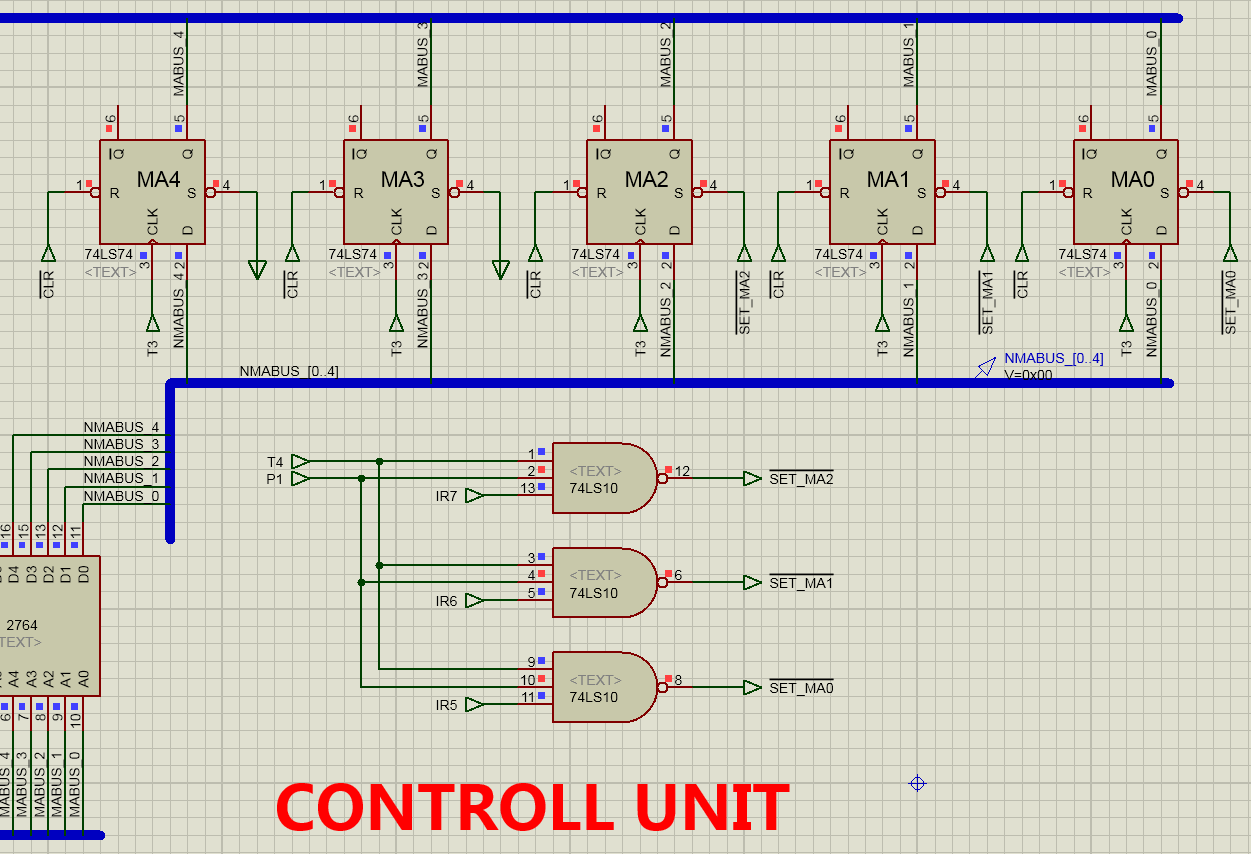 MABUS_4 MABUS_3 MABUS_2 MABUS_1 MABUS_0
6 5 6 5 6 5 6 5 6 5
Q Q Q Q Q Q Q Q Q Q
MA4 MA3 MA2 MA1 MA0
1 R S 4 1 R S 4 1 R S 4 1 R S 4 1 R S 4
CLK D CLK D CLK D CLK D CLK D
74LS74 74LS74 74LS74 74LS74 74LS74
<TEXT> <TEXT> <TEXT> <TEXT> <TEXT>
3 2 3 2 3 2 3 2 3 2
CLR CLR CLR SET_MA2 CLR SET_MA1 CLR SET_MA0
T3 NMABUS_4 T3 NMABUS_3 T3 NMABUS_2 T3 NMABUS_1 T3 NMABUS_0
NMABUS_[0..4]
NMABUS_[0..4]
V=0x00
NMABUS_4
NMABUS_3
NMABUS_2
NMABUS_1
NMABUS_0
T4 1
P1 2
IR7 13
<TEXT>
74LS10
12 SET_MA2
16 15 13 12 11
D4 D3 D2 D1 D0
2764
TEXT>
A4 A3 A2 A1 A0
6 7 8 9 10
MABUS_4 MABUS_3 MABUS_2 MABUS_1 MABUS_0
3
4
IR6 5
<TEXT>
74LS10
6 SET_MA1
9
10
IR5 11
<TEXT>
74LS10
8 SET_MA0
CONTROLL UNIT